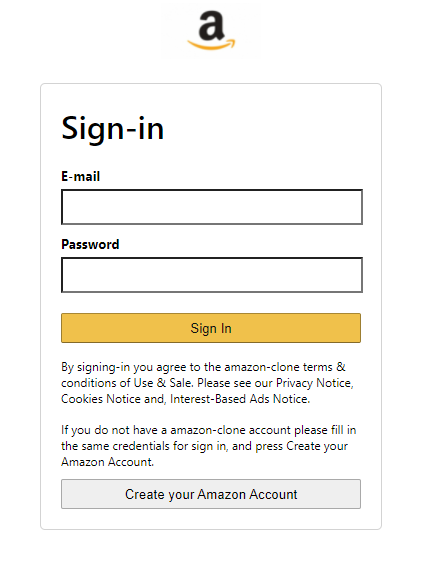 a
Sign-in
E-mail
Password
Sign In
By signing-in you agree to the amazon-clone terms &
conditions of Use & Sale. Please see our Privacy Notice,
Cookies Notice and, Interest-Based Ads Notice.
If you do not have a amazon-clone account please fill in
the same credentials for sign in, and press Create your
Amazon Account.
Create your Amazon Account